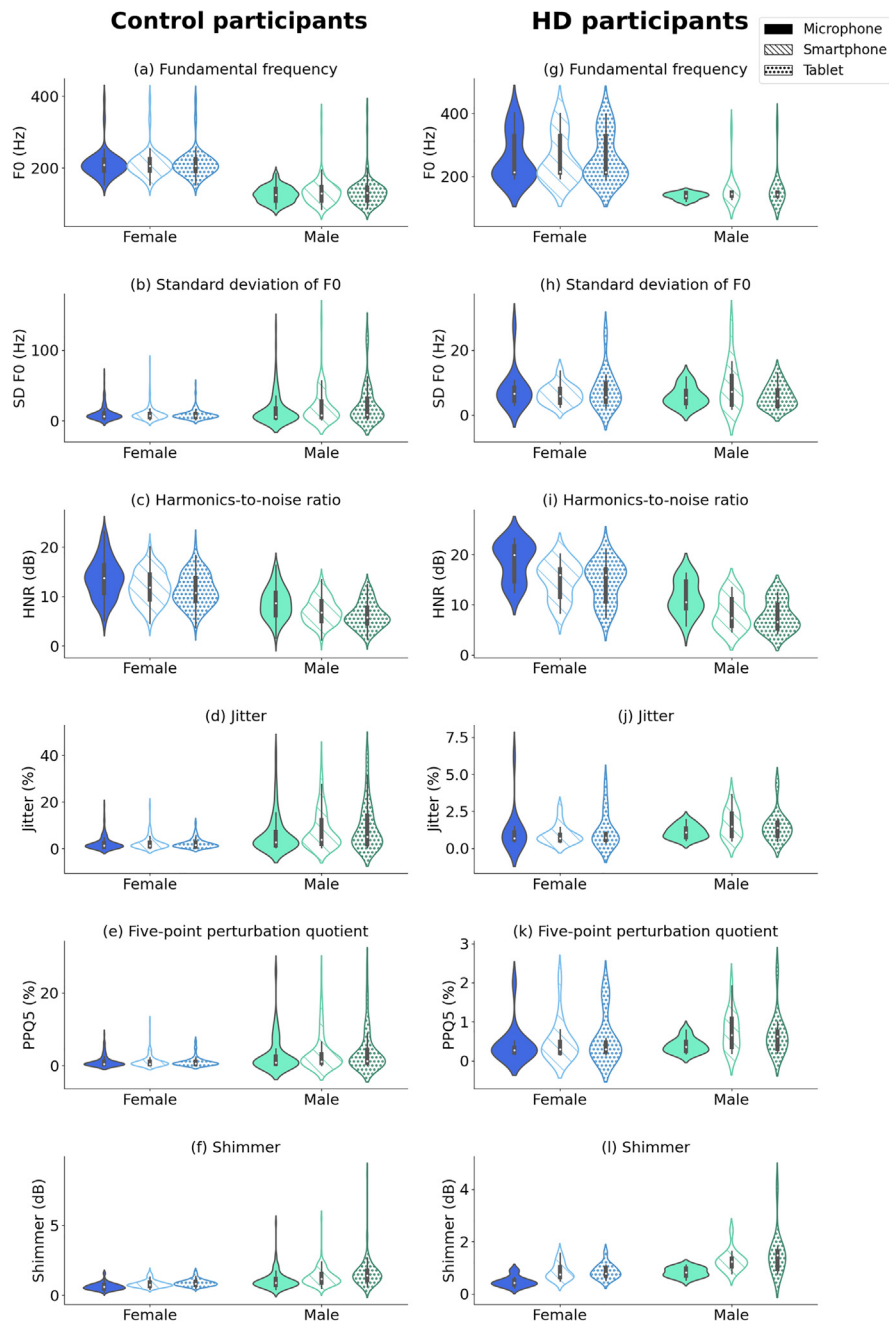 Control participants
HD participants
Microphone
Smartphone
Tablet
(a) Fundamental frequency
F0 (Hz)
400
200
Female
Male
(g) Fundamental frequency
F0 (Hz)
400
200
Female
Male
(b) Standard deviation of F0
SD F0 (Hz)
100
0
Female
Male
(h) Standard deviation of F0
SD F0 (Hz)
20
0
Female
Male
(c) Harmonics-to-noise ratio
HNR (dB)
20
10
0
Female
Male
(i) Harmonics-to-noise ratio
HNR (dB)
20
10
0
Female
Male
(d) Jitter
Jitter (%)
40
20
0
Female
Male
(j) Jitter
Jitter (%)
7.5
5.0
2.5
0.0
Female
Male
(e) Five-point perturbation quotient
PPQ5 (%)
20
0
Female
Male
(k) Five-point perturbation quotient
PPQ5 (%)
3
2
1
0
Female
Male
(f) Shimmer
Shimmer (dB)
5
0
Female
Male
(l) Shimmer
Shimmer (dB)
4
2
0
Female
Male